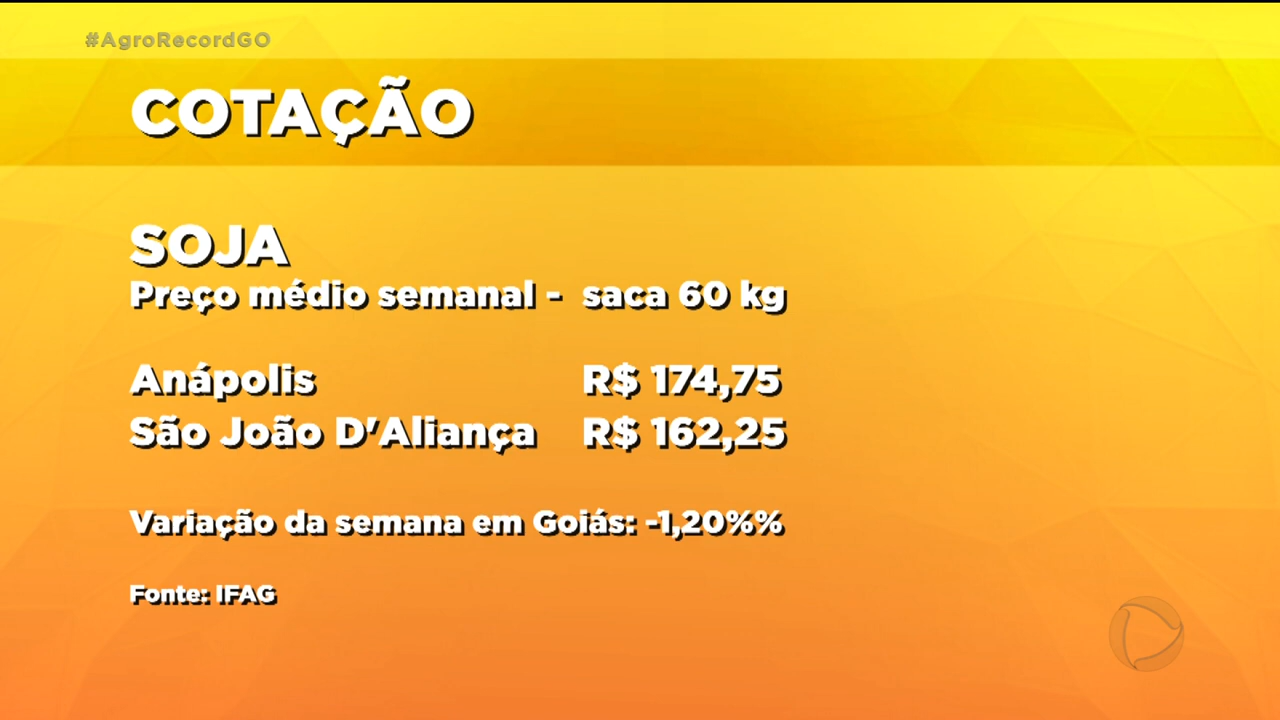 #AgroRecordGO
COTAÇÃO
SOJA
Preço médio semanal - saca 60 kg
Anápolis R$ 174,75
São João D'Aliança R$ 162,25
Variação da semana em Goiás: -1,20%%
Fonte: IFAG